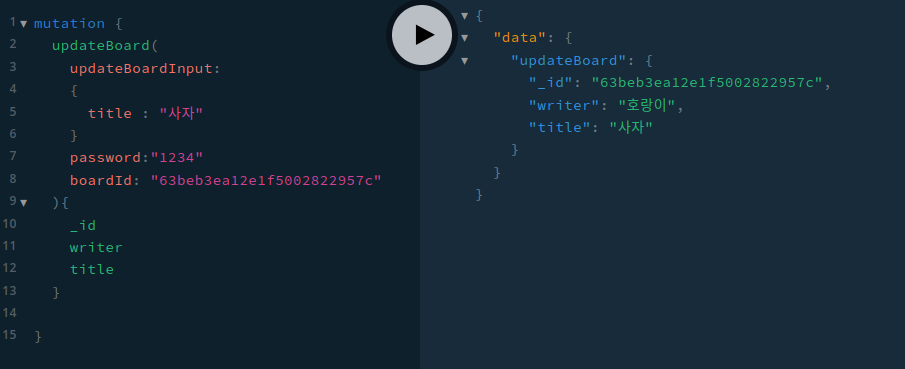 1 mutation {
2 updateBoard(
3 updateBoardInput:
4 {
5 title : "사자"
6 }
7 password:"1234"
8 boardId: "63beb3ea12e1f5002822957c"
9 ){
10 _id
11 writer
12 title
13 }
14
15 }
{
"data": {
"updateBoard": {
"_id": "63beb3ea12e1f5002822957c",
"writer": "호랑이",
"title": "사자"
}
}
}